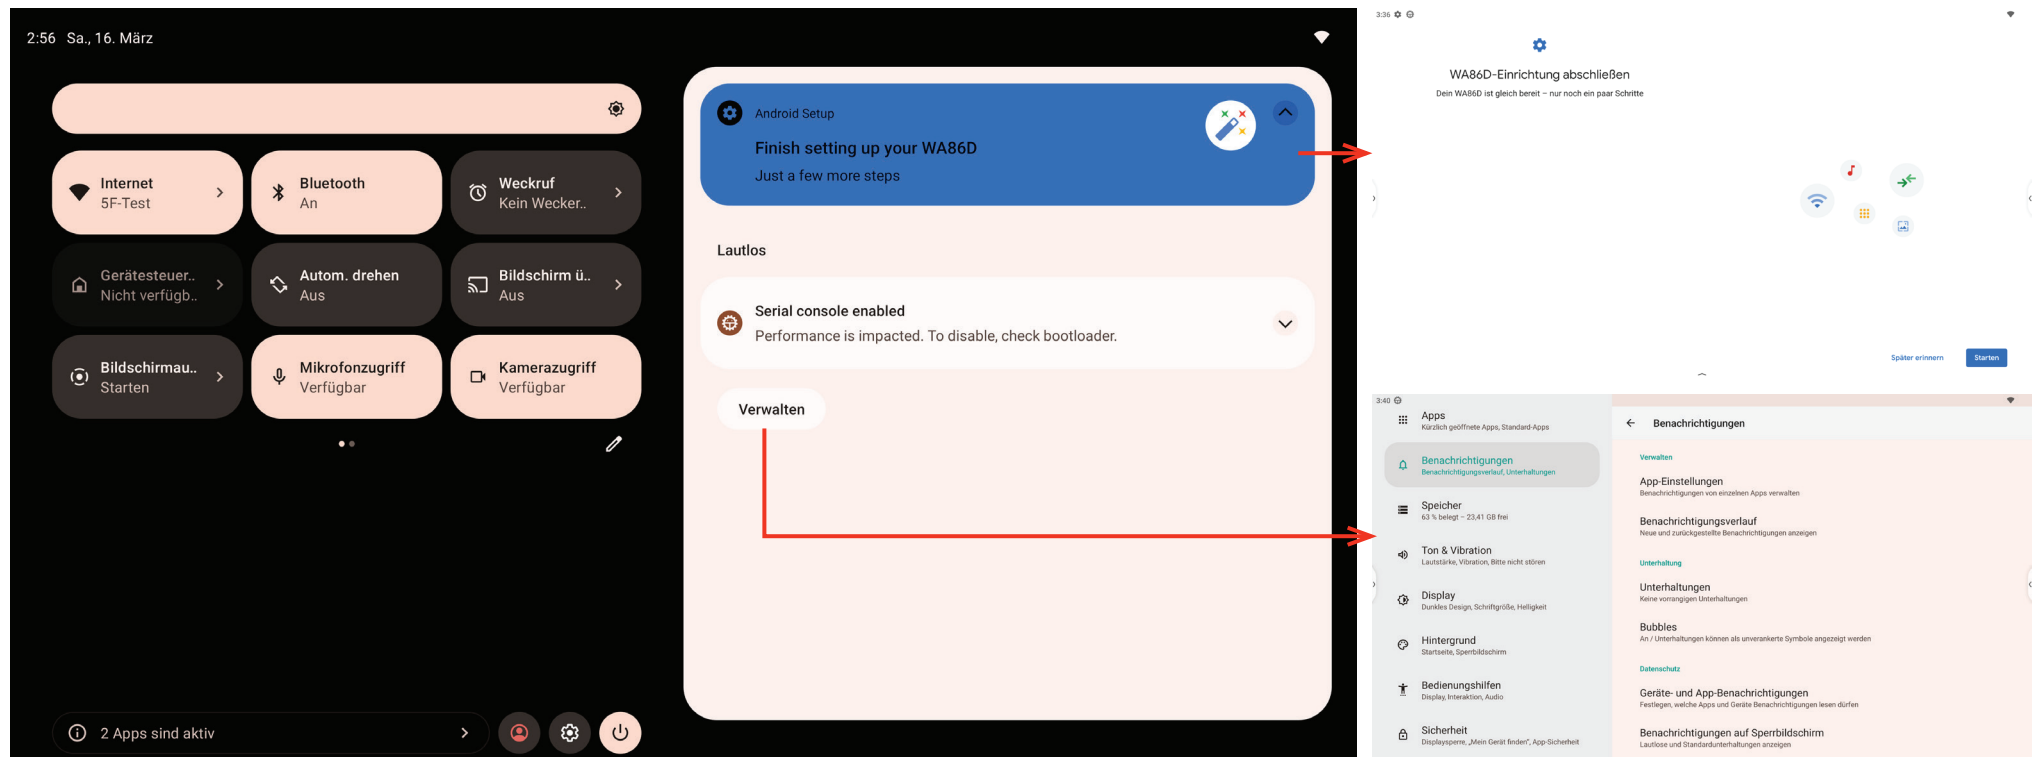 2:56 Sa., 16. März
Internet
5F-Test
Bluetooth
An
Weckruf
Kein Wecker..
Gerätesteuer..
Nicht verfügb..
Autom. drehen
Aus
Bildschirm ü..
Aus
Bildschirmau..
Starten
Mikrofonzugriff
Verfügbar
Kamerazugriff
Verfügbar
2 Apps sind aktiv
Android Setup
Finish setting up your WA86D
Just a few more steps
Lautlos
Serial console enabled
Performance is impacted. To disable, check bootloader.
Verwalten
3:36
WA86D-Einrichtung abschließen
Dein WA86D ist gleich bereit – nur noch ein paar Schritte
Später erinnern
Starten
3:40
Apps
Kürzlich geöffnete Apps, Standard-Apps
Benachrichtigungen
Benachrichtigungsverlauf, Unterhaltungen
Speicher
63 % belegt – 23,41 GB frei
Ton & Vibration
Lautstärke, Vibration, Bitte nicht stören
Display
Dunkles Design, Schriftgröße, Helligkeit
Hintergrund
Startseite, Sperrbildschirm
Bedienungshilfen
Display, Interaktion, Audio
Sicherheit
Displaysperre, „Mein Gerät finden", App-Sicherheit
Benachrichtigungen
Verwalten
App-Einstellungen
Benachrichtigungen von einzelnen Apps verwalten
Benachrichtigungsverlauf
Neue und zurückgestellte Benachrichtigungen anzeigen
Unterhaltung
Unterhaltungen
Keine vorrangigen Unterhaltungen
Bubbles
An / Unterhaltungen können als unverankerte Symbole angezeigt werden
Datenschutz
Geräte- und App-Benachrichtigungen
Festlegen, welche Apps und Geräte Benachrichtigungen lesen dürfen
Benachrichtigungen auf Sperrbildschirm
Lautlose und Standardunterhaltungen anzeigen